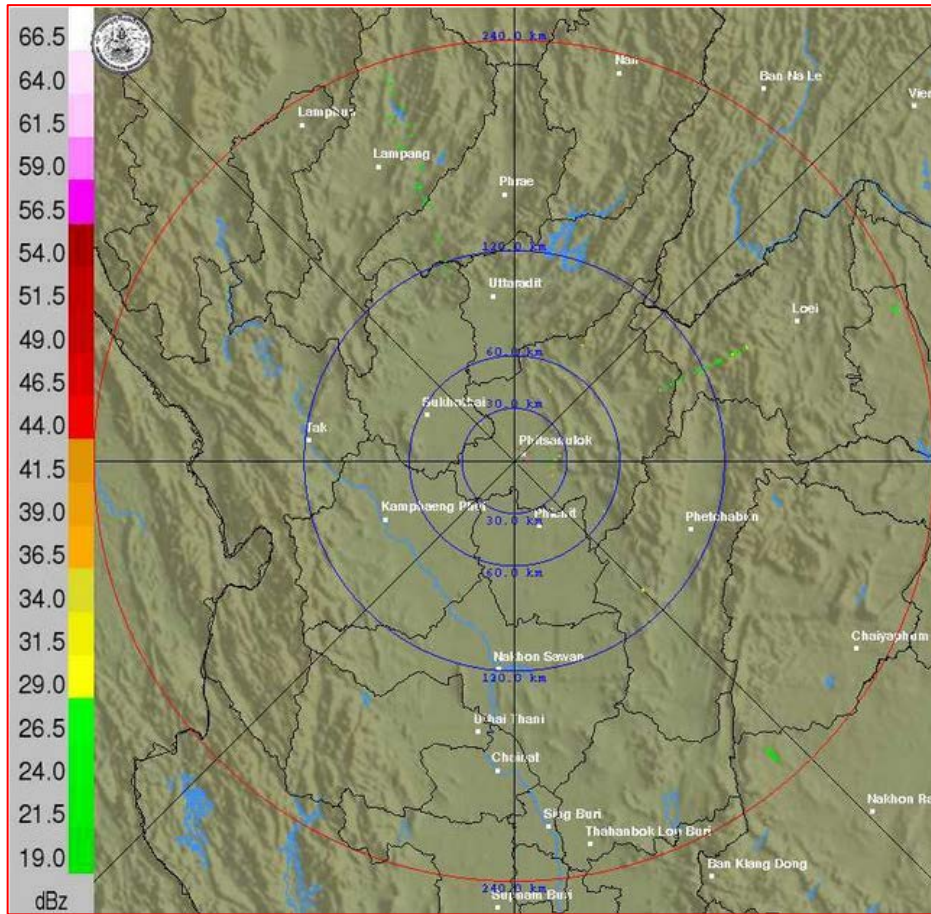 66.5
64.0
61.5
59.0
56.5
54.0
51.5
49.0
46.5
44.0
41.5
39.0
36.5
34.0
31.5
29.0
26.5
24.0
21.5
19.0
dBz
240.0 km
Nan
Ban Na Le
Lamphun
Lampang
Phrae
120.0 km
Uttaradit
Loei
60.0 km
30.0 km
Sukhothai
Tak
Phitsanulok
Kamphaeng Phet
30.0 km
Phichit
Phetchabun
60.0 km
Chaiyaphum
Nakhon Sawan
120.0 km
Uthai Thani
Chainat
Sing Buri
Thahanbok Lop Buri
Nakhon Ra
Ban Klang Dong
240.0 km
Suphan Buri